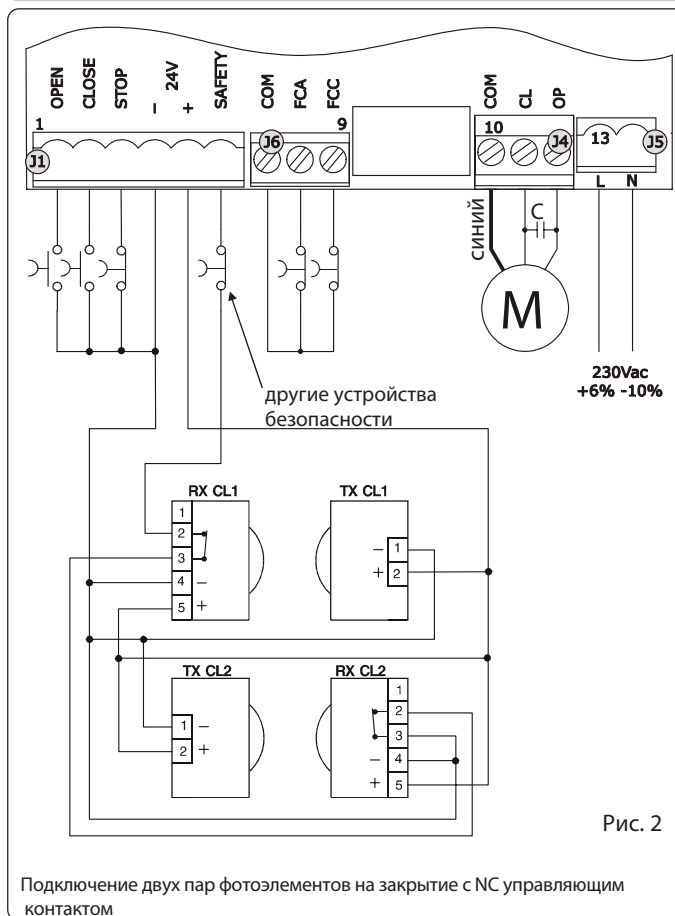 OPEN CLOSE STOP – 24V + SAFETY COM FCA FCC COM CL OP
1 9 10 13
J1 J6 J4 J5
L N
синий
C
M
230Vac
+6% -10%
другие устройства
безопасности
RX CL1 TX CL1
1
2
3
4 –
5 +
– 1
+ 2
TX CL2 RX CL2
1 –
2 +
1
2
3
– 4
+ 5
Рис. 2
Подключение двух пар фотоэлементов на закрытие с NC управляющим
контактом